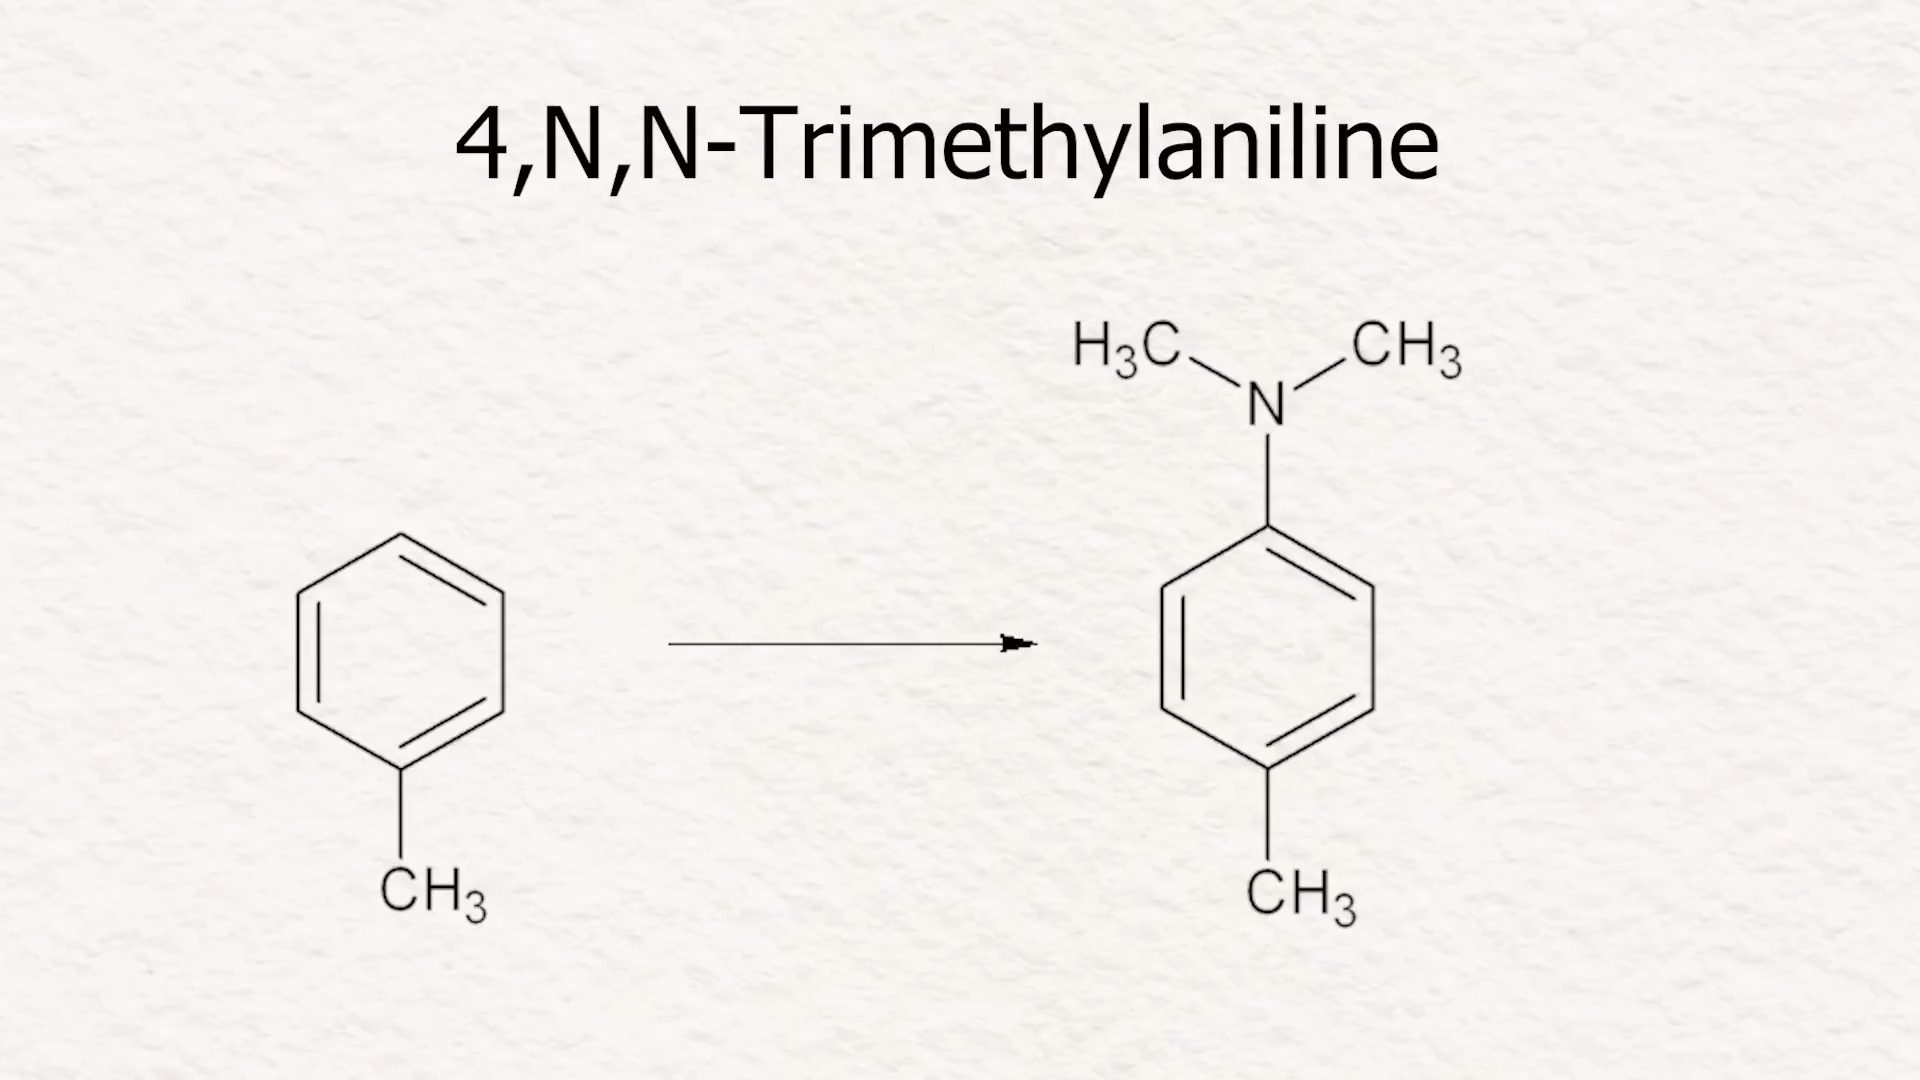 4,N,N-Trimethylaniline
H₃C CH₃
N
CH₃ CH₃